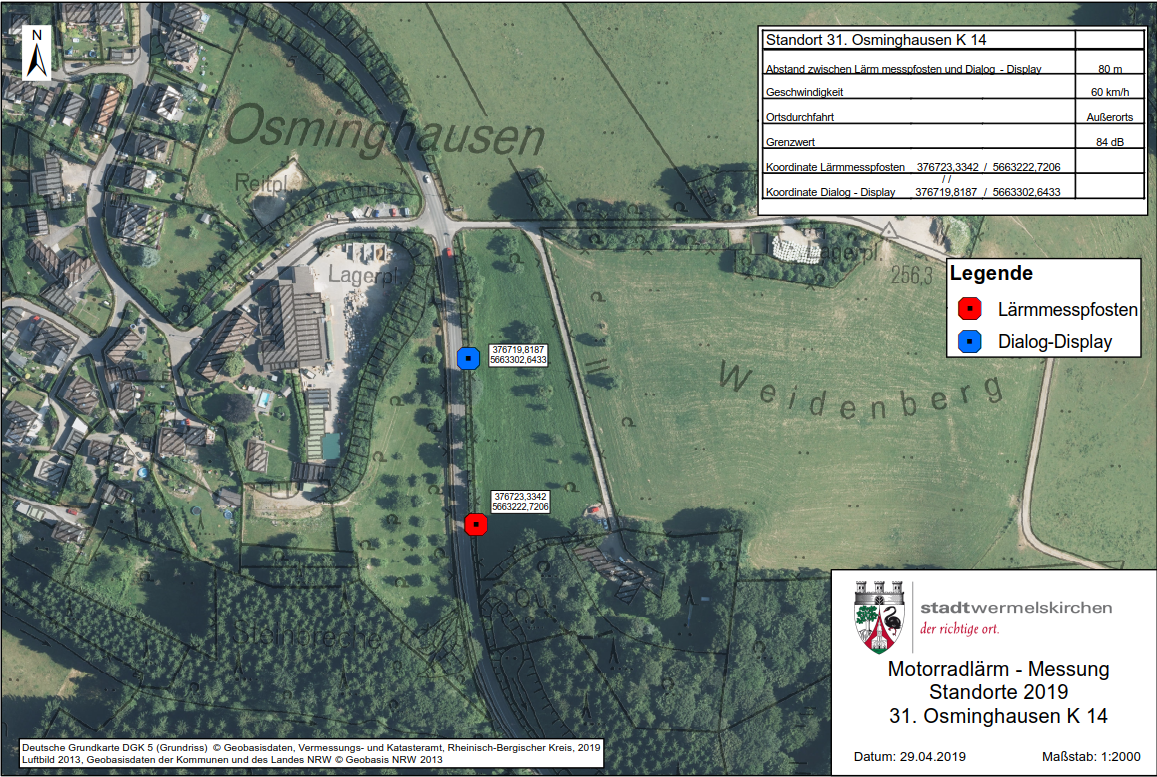 N
Standort 31. Osminghausen K 14
Abstand zwischen Lärm messpfosten und Dialog - Display 80 m
Geschwindigkeit 60 km/h
Ortsdurchfahrt Außerorts
Grenzwert 84 dB
Koordinate Lärmmesspfosten 376723,3342 / 5663222,7206
/ /
Koordinate Dialog - Display 376719,8187 / 5663302,6433
Osminghausen
Reitpl.
Lagerpl.
Lagerpl.
256,3
Legende
Lärmmesspfosten
Dialog-Display
376719,8187
5663302,6433
Weidenberg
376723,3342
5663222,7206
stadtwermelskirchen
der richtige ort.
Motorradlärm - Messung
Standorte 2019
31. Osminghausen K 14
Datum: 29.04.2019 Maßstab: 1:2000
Deutsche Grundkarte DGK 5 (Grundriss) © Geobasisdaten, Vermessungs- und Katasteramt, Rheinisch-Bergischer Kreis, 2019
Luftbild 2013, Geobasisdaten der Kommunen und des Landes NRW © Geobasis NRW 2013